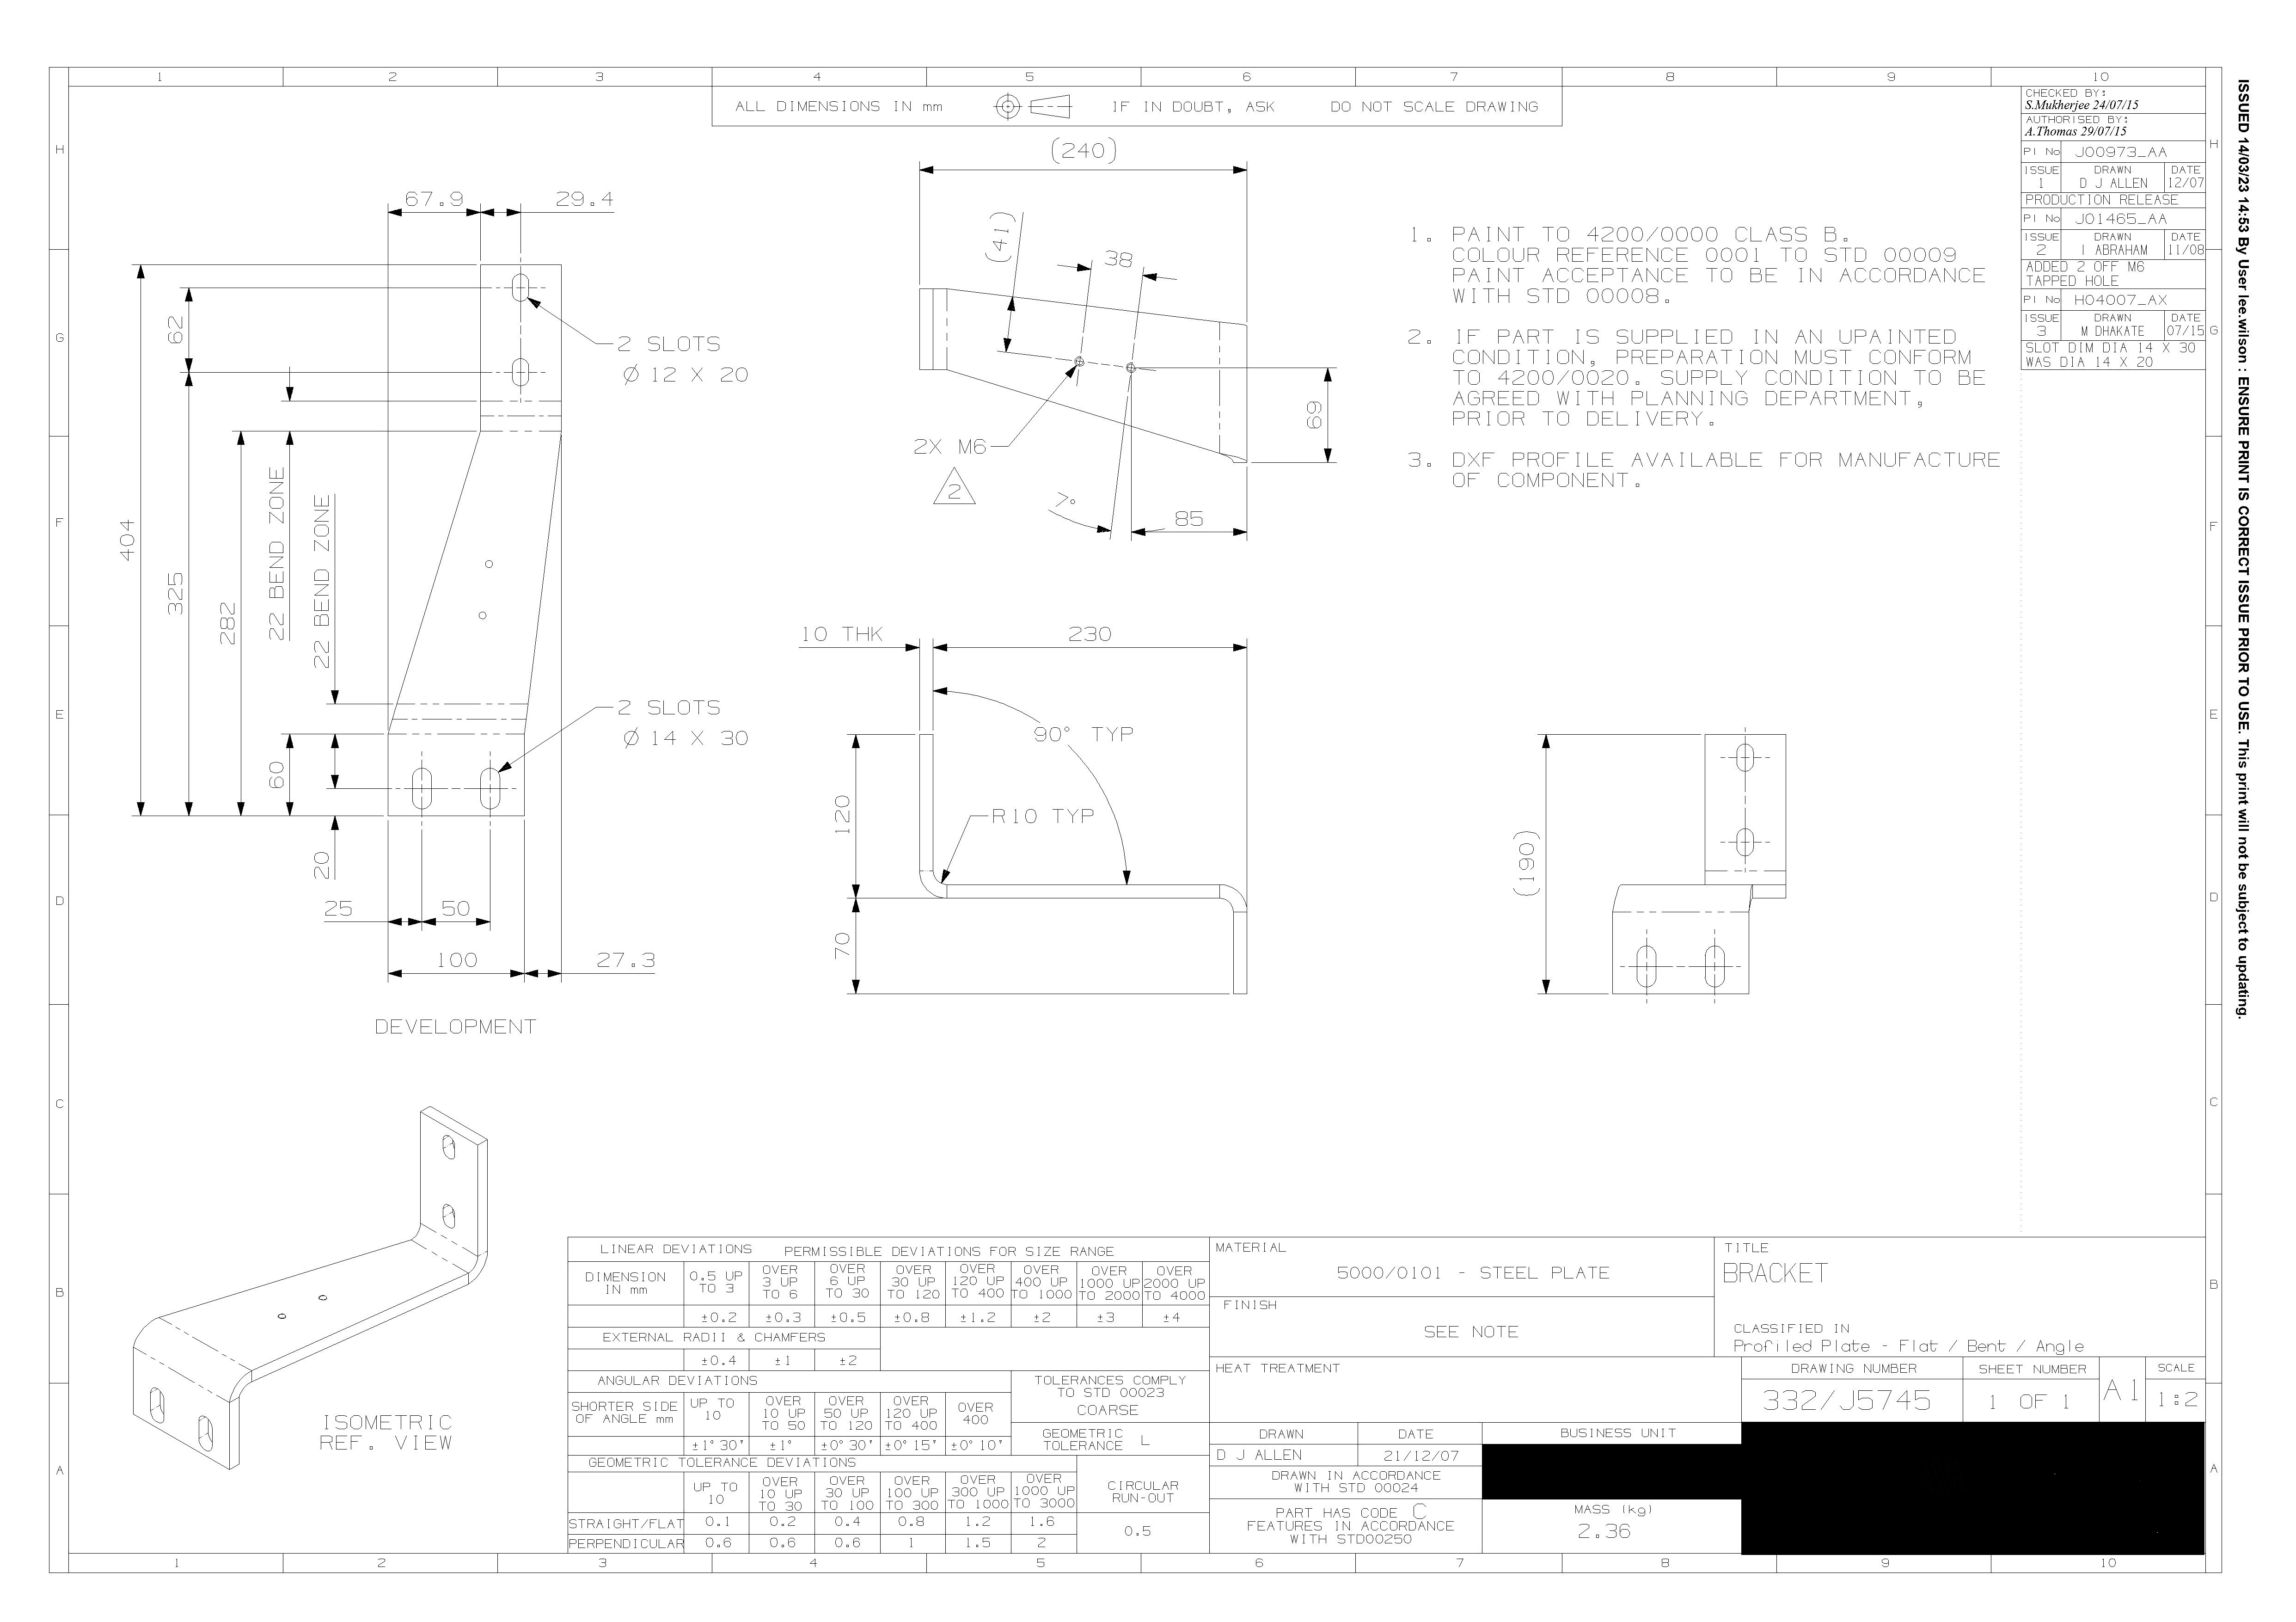 1 2 3 4 5 6 7 8 9 10
H
G
F
E
D
C
B
A
ALL DIMENSIONS IN mm
IF IN DOUBT, ASK
DO NOT SCALE DRAWING
CHECKED BY:
S.Mukherjee 24/07/15
AUTHORISED BY:
A.Thomas 29/07/15
PI No J00973_AA
ISSUE DRAWN DATE
1 D J ALLEN 12/07
PRODUCTION RELEASE
PI No J01465_AA
ISSUE DRAWN DATE
2 I ABRAHAM 11/08
ADDED 2 OFF M6
TAPPED HOLE
PI No H04007_AX
ISSUE DRAWN DATE
3 M DHAKATE 07/15
SLOT DIM DIA 14 X 30
WAS DIA 14 X 20
H
G
F
E
D
C
B
A
ISSUED 14/03/23 14:53 By User lee.wilson : ENSURE PRINT IS CORRECT ISSUE PRIOR TO USE. This print will not be subject to updating.
67.9
29.4
404
62
325
282
22 BEND ZONE
22 BEND ZONE
2 SLOTS
Ø 12 X 20
2 SLOTS
Ø 14 X 30
60
20
25
50
100
27.3
DEVELOPMENT
(240)
(41)
38
2X M6
2
7°
85
69
1. PAINT TO 4200/0000 CLASS B.
COLOUR REFERENCE 0001 TO STD 00009
PAINT ACCEPTANCE TO BE IN ACCORDANCE
WITH STD 00008.
2. IF PART IS SUPPLIED IN AN UPAINTED
CONDITION, PREPARATION MUST CONFORM
TO 4200/0020. SUPPLY CONDITION TO BE
AGREED WITH PLANNING DEPARTMENT,
PRIOR TO DELIVERY.
3. DXF PROFILE AVAILABLE FOR MANUFACTURE
OF COMPONENT.
10 THK
230
90° TYP
R10 TYP
120
70
(190)
ISOMETRIC
REF. VIEW
LINEAR DEVIATIONS PERMISSIBLE DEVIATIONS FOR SIZE RANGE
DIMENSION
IN mm
0.5 UP
TO 3
OVER
3 UP
TO 6
OVER
6 UP
TO 30
OVER
30 UP
TO 120
OVER
120 UP
TO 400
OVER
400 UP
TO 1000
OVER
1000 UP
TO 2000
OVER
2000 UP
TO 4000
±0.2 ±0.3 ±0.5 ±0.8 ±1.2 ±2 ±3 ±4
EXTERNAL RADII & CHAMFERS
±0.4 ±1 ±2
ANGULAR DEVIATIONS
SHORTER SIDE
OF ANGLE mm
UP TO
10
OVER
10 UP
TO 50
OVER
50 UP
TO 120
OVER
120 UP
TO 400
OVER
400
±1°30' ±1° ±0°30' ±0°15' ±0°10'
TOLERANCES COMPLY
TO STD 00023
COARSE
GEOMETRIC
TOLERANCE L
GEOMETRIC TOLERANCE DEVIATIONS
UP TO
10
OVER
10 UP
TO 30
OVER
30 UP
TO 100
OVER
100 UP
TO 300
OVER
300 UP
TO 1000
OVER
1000 UP
TO 3000
CIRCULAR
RUN-OUT
STRAIGHT/FLAT 0.1 0.2 0.4 0.8 1.2 1.6
PERPENDICULAR 0.6 0.6 0.6 1 1.5 2
0.5
MATERIAL
5000/0101 - STEEL PLATE
FINISH
SEE NOTE
HEAT TREATMENT
TITLE
BRACKET
CLASSIFIED IN
Profiled Plate - Flat / Bent / Angle
DRAWING NUMBER
332/J5745
SHEET NUMBER
1 OF 1
A1
SCALE
1:2
DRAWN
D J ALLEN
DATE
21/12/07
BUSINESS UNIT
DRAWN IN ACCORDANCE
WITH STD 00024
PART HAS CODE C
FEATURES IN ACCORDANCE
WITH STD00250
MASS (kg)
2.36
1 2 3 4 5 6 7 8 9 10